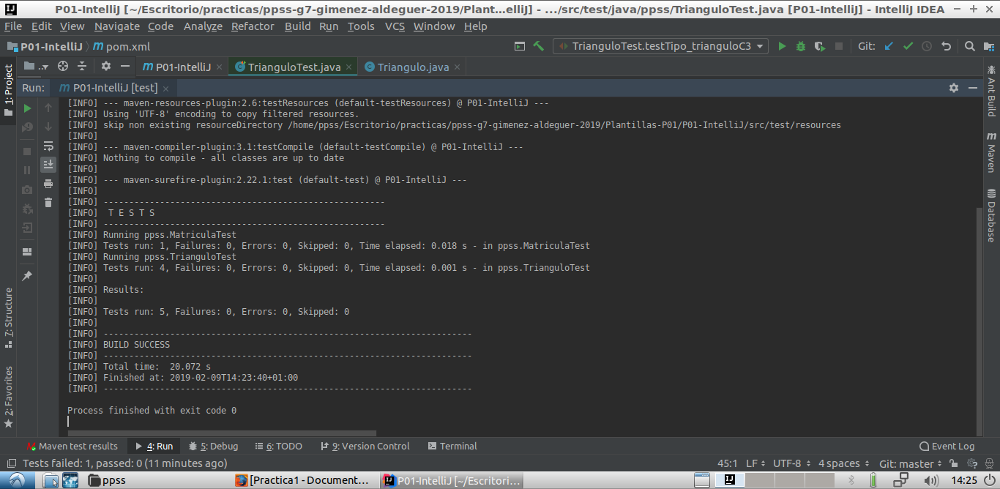 P01-IntelliJ [~/Escritorio/practicas/ppss-g7-gimenez-aldeguer-2019/Plant...elliJ] - .../src/test/java/ppss/TrianguloTest.java [P01-IntelliJ] - IntelliJ IDEA
File Edit View Navigate Code Analyze Refactor Build Run Tools VCS Window Help
P01-IntelliJ pom.xml TrianguloTest.testTipo_trianguloC3 Git:
P01-IntelliJ TrianguloTest.java Triangulo.java
Run: P01-IntelliJ [test]
1: Project
7: Structure
2: Favorites
[INFO] --- maven-resources-plugin:2.6:testResources (default-testResources) @ P01-IntelliJ ---
[INFO] Using 'UTF-8' encoding to copy filtered resources.
[INFO] skip non existing resourceDirectory /home/ppss/Escritorio/practicas/ppss-g7-gimenez-aldeguer-2019/Plantillas-P01/P01-IntelliJ/src/test/resources
[INFO]
[INFO] --- maven-compiler-plugin:3.1:testCompile (default-testCompile) @ P01-IntelliJ ---
[INFO] Nothing to compile - all classes are up to date
[INFO]
[INFO] --- maven-surefire-plugin:2.22.1:test (default-test) @ P01-IntelliJ ---
[INFO]
[INFO] -------------------------------------------------------
[INFO]  T E S T S
[INFO] -------------------------------------------------------
[INFO] Running ppss.MatriculaTest
[INFO] Tests run: 1, Failures: 0, Errors: 0, Skipped: 0, Time elapsed: 0.018 s - in ppss.MatriculaTest
[INFO] Running ppss.TrianguloTest
[INFO] Tests run: 4, Failures: 0, Errors: 0, Skipped: 0, Time elapsed: 0.001 s - in ppss.TrianguloTest
[INFO]
[INFO] Results:
[INFO]
[INFO] Tests run: 5, Failures: 0, Errors: 0, Skipped: 0
[INFO]
[INFO] ------------------------------------------------------------------------
[INFO] BUILD SUCCESS
[INFO] ------------------------------------------------------------------------
[INFO] Total time:  20.072 s
[INFO] Finished at: 2019-02-09T14:23:40+01:00
[INFO] ------------------------------------------------------------------------
Process finished with exit code 0
Ant Build
Maven
Database
Maven test results 4: Run 5: Debug 6: TODO 9: Version Control Terminal Event Log
Tests failed: 1, passed: 0 (11 minutes ago) 45:1 LF UTF-8 4 spaces Git: master
ppss [Practica1 - Document... P01-IntelliJ [~/Escritori... 14:25